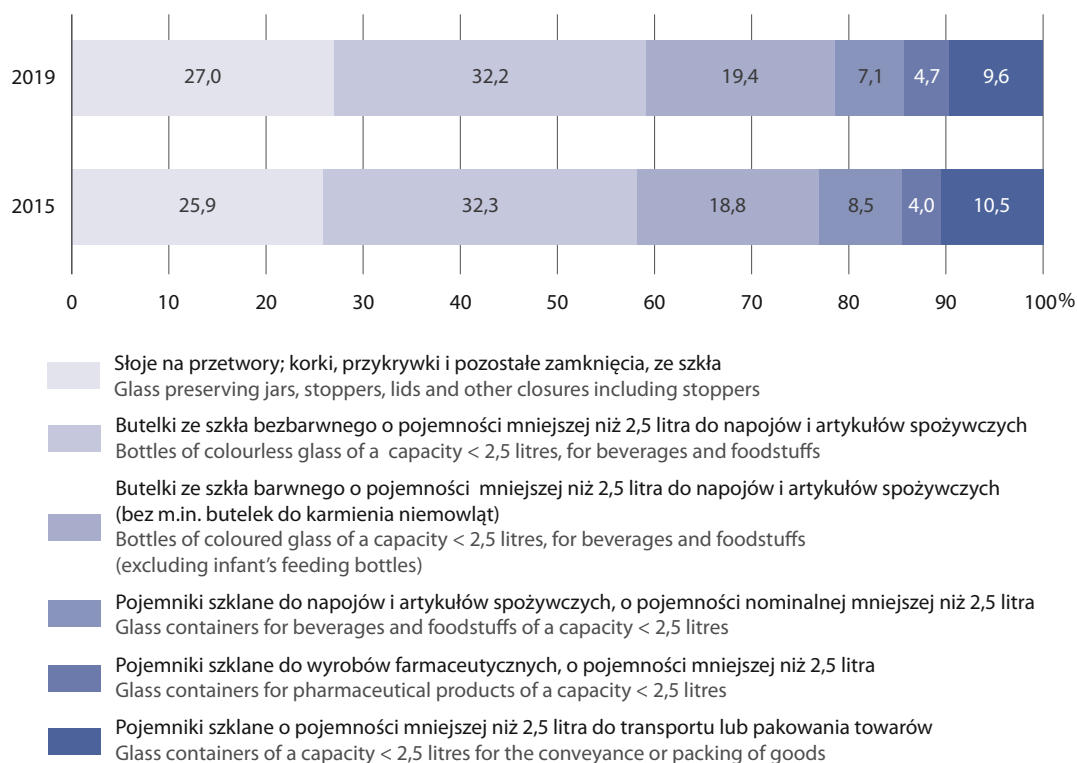 2019
27,0 32,2 19,4 7,1 4,7 9,6
2015
25,9 32,3 18,8 8,5 4,0 10,5
0 10 20 30 40 50 60 70 80 90 100%
Słoje na przetwory; korki, przykrywki i pozostałe zamknięcia, ze szkła
Glass preserving jars, stoppers, lids and other closures including stoppers
Butelki ze szkła bezbarwnego o pojemności mniejszej niż 2,5 litra do napojów i artykułów spożywczych
Bottles of colourless glass of a capacity < 2,5 litres, for beverages and foodstuffs
Butelki ze szkła barwnego o pojemności mniejszej niż 2,5 litra do napojów i artykułów spożywczych
(bez m.in. butelek do karmienia niemowląt)
Bottles of coloured glass of a capacity < 2,5 litres, for beverages and foodstuffs
(excluding infant’s feeding bottles)
Pojemniki szklane do napojów i artykułów spożywczych, o pojemności nominalnej mniejszej niż 2,5 litra
Glass containers for beverages and foodstuffs of a capacity < 2,5 litres
Pojemniki szklane do wyrobów farmaceutycznych, o pojemności mniejszej niż 2,5 litra
Glass containers for pharmaceutical products of a capacity < 2,5 litres
Pojemniki szklane o pojemności mniejszej niż 2,5 litra do transportu lub pakowania towarów
Glass containers of a capacity < 2,5 litres for the conveyance or packing of goods